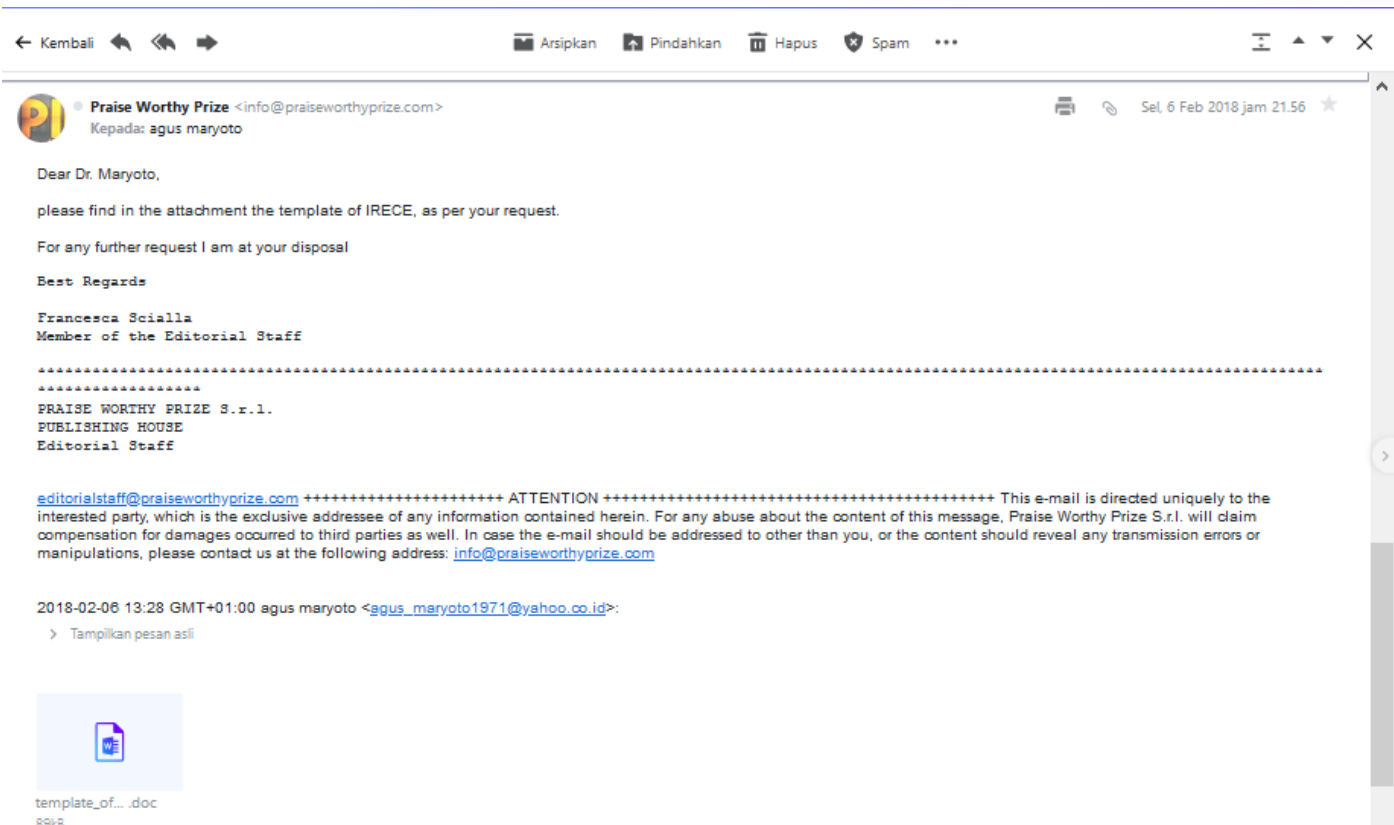 Kembali Arsipkan Pindahkan Hapus Spam
Praise Worthy Prize <info@praiseworthyprize.com> Sel, 6 Feb 2018 jam 21.56
Kepada: agus maryoto
Dear Dr. Maryoto,
please find in the attachment the template of IRECE, as per your request.
For any further request I am at your disposal
Best Regards
Francesca Scialla
Member of the Editorial Staff
PRAISE WORTHY PRIZE S.r.l.
PUBLISHING HOUSE
Editorial Staff
editorialstaff@praiseworthyprize.com ++++++++++++++++++++++ ATTENTION +++++++++++++++++++++++++++++++++++++++++++ This e-mail is directed uniquely to the
interested party, which is the exclusive addressee of any information contained herein. For any abuse about the content of this message, Praise Worthy Prize S.r.l. will claim
compensation for damages occurred to third parties as well. In case the e-mail should be addressed to other than you, or the content should reveal any transmission errors or
manipulations, please contact us at the following address: info@praiseworthyprize.com
2018-02-06 13:28 GMT+01:00 agus maryoto <agus_maryoto1971@yahoo.co.id>:
Tampilkan pesan asli
template_of... .doc
89kB